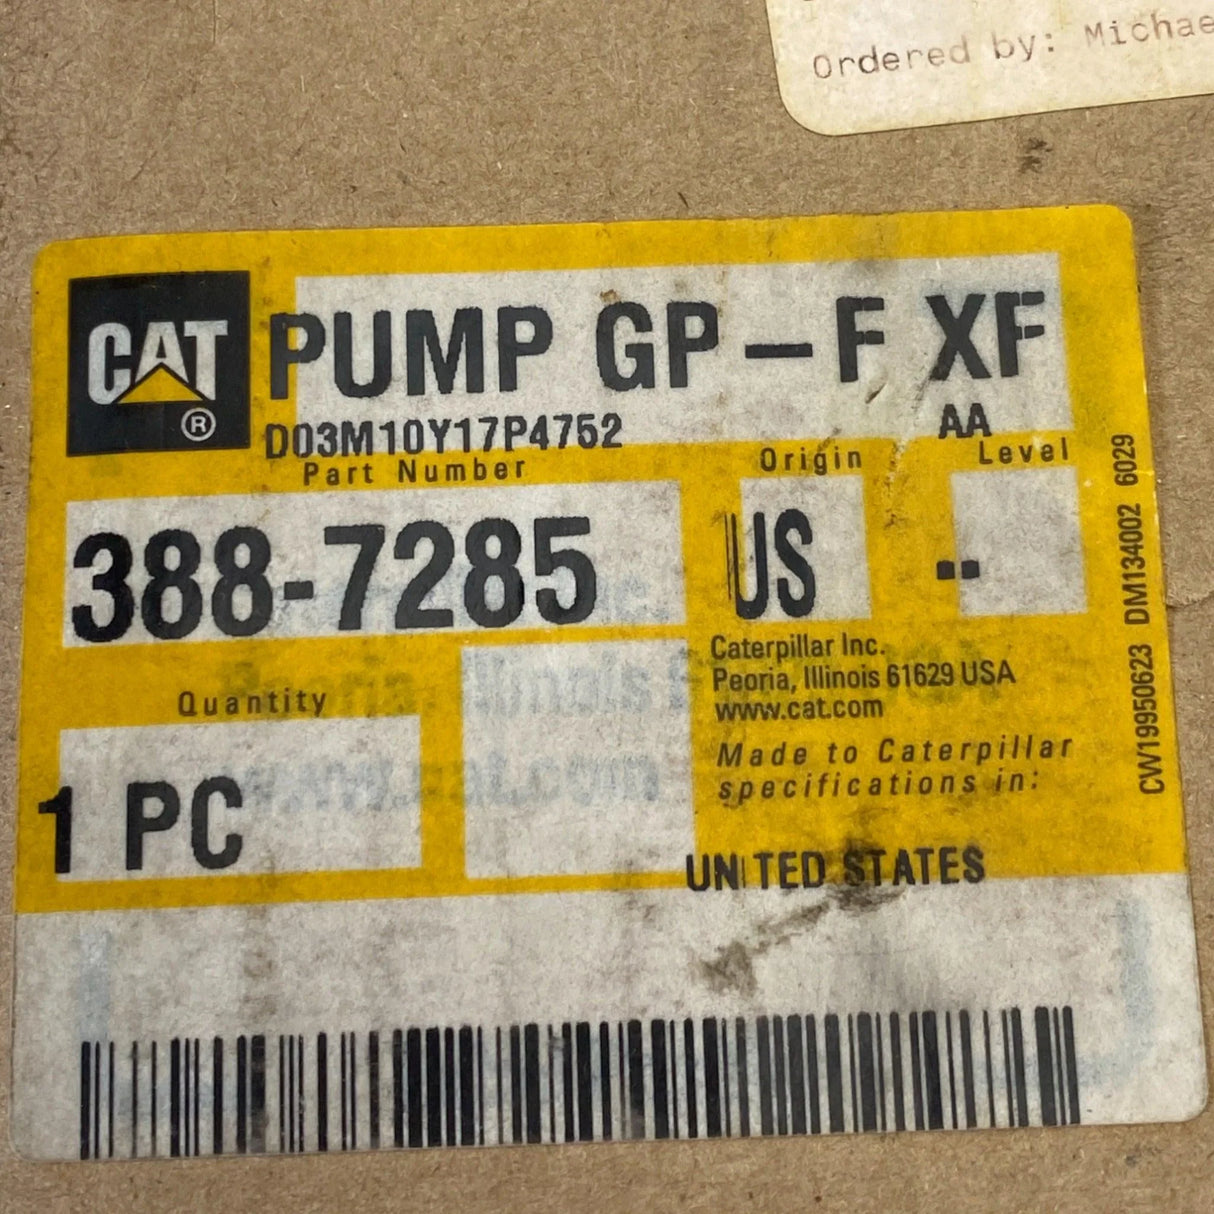 Ordered by: Michae
CAT ®
PUMP GP-F XF
D03M10Y17P4752 AA
Part Number Origin Level
388-7285 US --
Caterpillar Inc.
Peoria, Illinois 61629 USA
www.cat.com
Quantity
1 PC
Made to Caterpillar
specifications in:
UNITED STATES
CW19950623 DM134002 6029